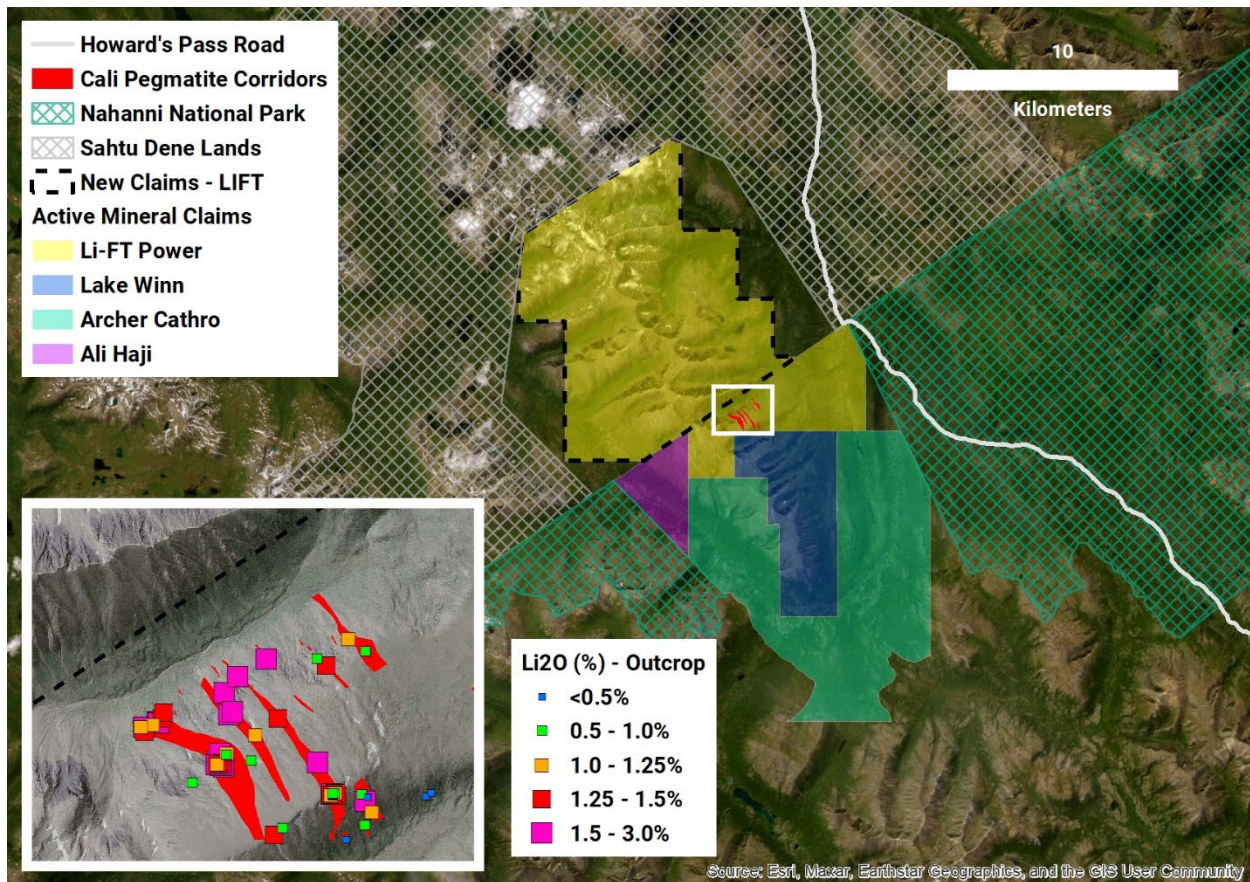 Howard's Pass Road
Cali Pegmatite Corridors
Nahanni National Park
Sahtu Dene Lands
New Claims - LIFT
Active Mineral Claims
Li-FT Power
Lake Winn
Archer Cathro
Ali Haji
10
Kilometers
Li2O (%) - Outcrop
<0.5%
0.5 - 1.0%
1.0 - 1.25%
1.25 - 1.5%
1.5 - 3.0%
Source: Esri, Maxar, Earthstar Geographics, and the GIS User Community